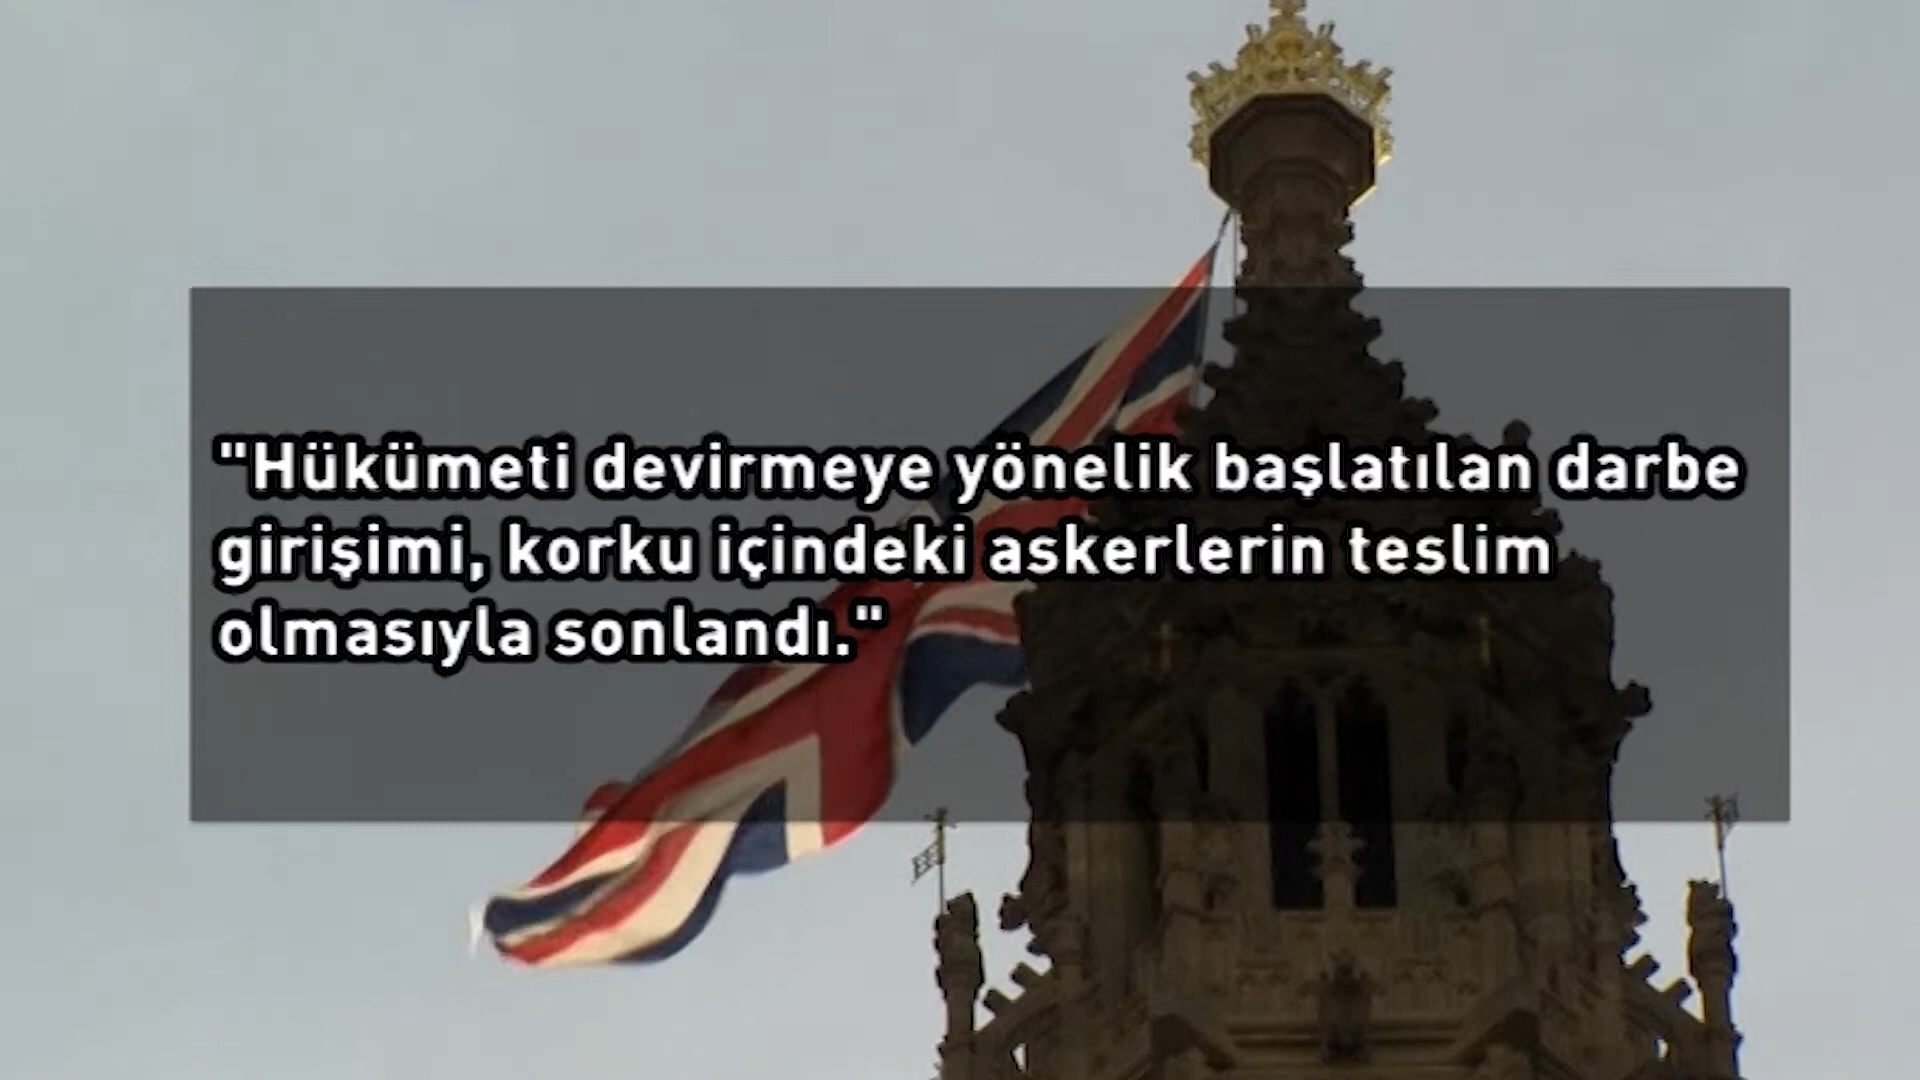 "Hükümeti devirmeye yönelik başlatılan darbe
girişimi, korku içindeki askerlerin teslim
olmasıyla sonlandı."